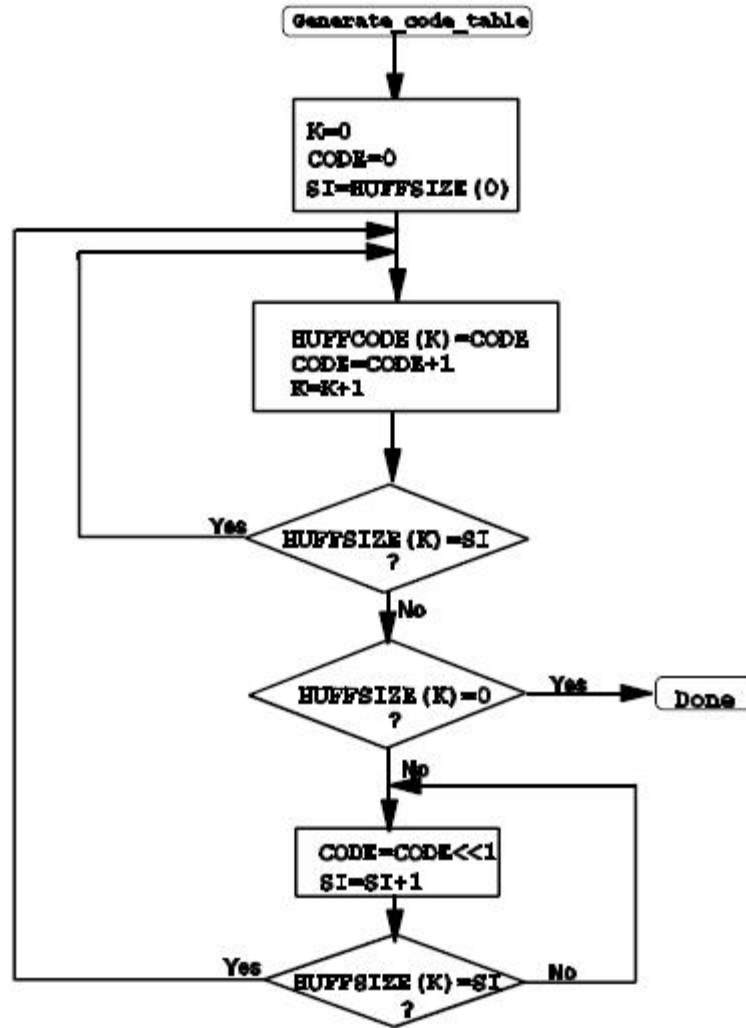 Generate_code_table
K=0
CODE=0
SI=HUFFSIZE(0)
HUFFCODE(K)=CODE
CODE=CODE+1
K=K+1
Yes
HUFFSIZE(K)=SI
?
No
HUFFSIZE(K)=0
?
Yes
Done
No
CODE=CODE<<1
SI=SI+1
Yes
HUFFSIZE(K)=SI
?
No